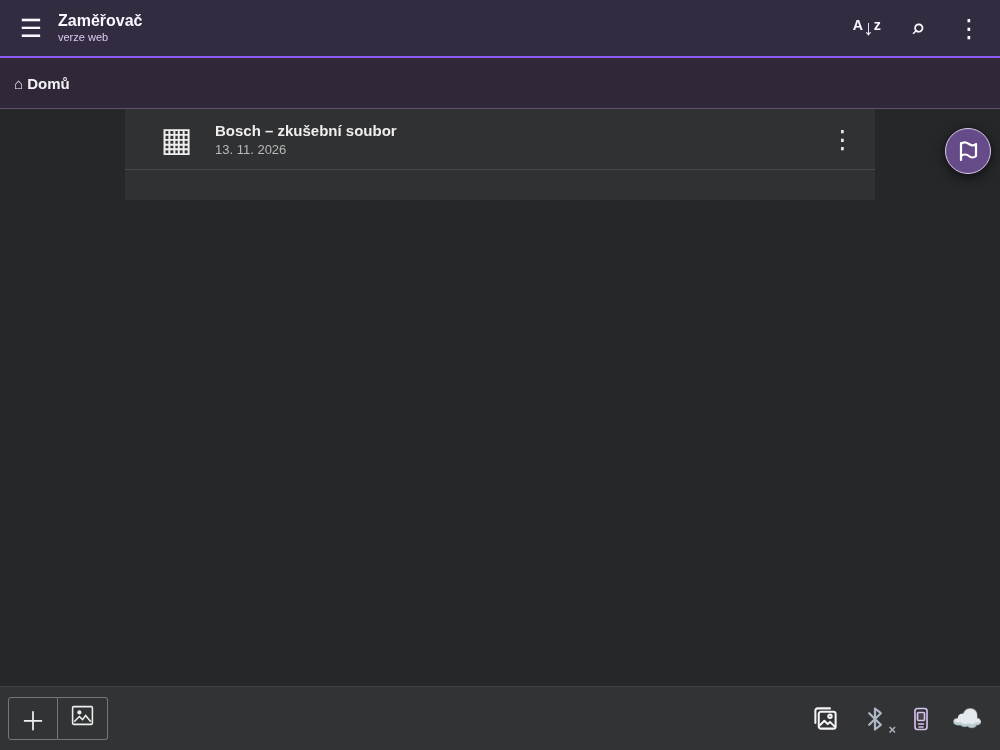 Zaměřovač
verze web
A↓z
Domů
Bosch – zkušební soubor
13. 11. 2026